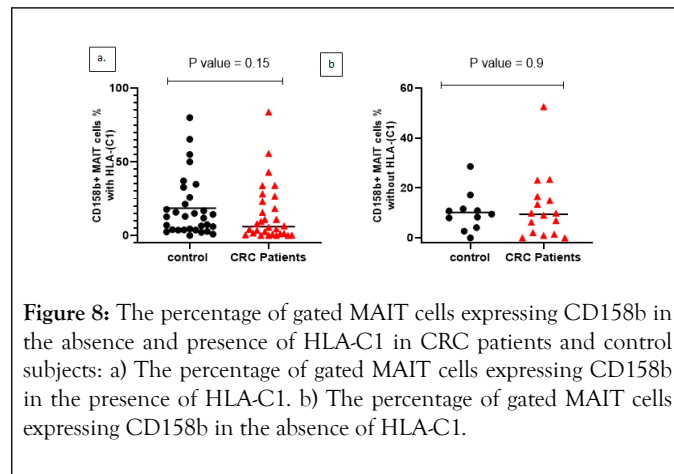 a.
P value = 0.15
CD158b+ MAIT cells %
with HLA-(C1)
100
50
0
control
CRC Patients
b
P value = 0.9
CD158b+ MAIT cells %
without HLA-(C1)
60
40
20
0
control
CRC Patients
Figure 8: The percentage of gated MAIT cells expressing CD158b in
the absence and presence of HLA-C1 in CRC patients and control
subjects: a) The percentage of gated MAIT cells expressing CD158b
in the presence of HLA-C1. b) The percentage of gated MAIT cells
expressing CD158b in the absence of HLA-C1.